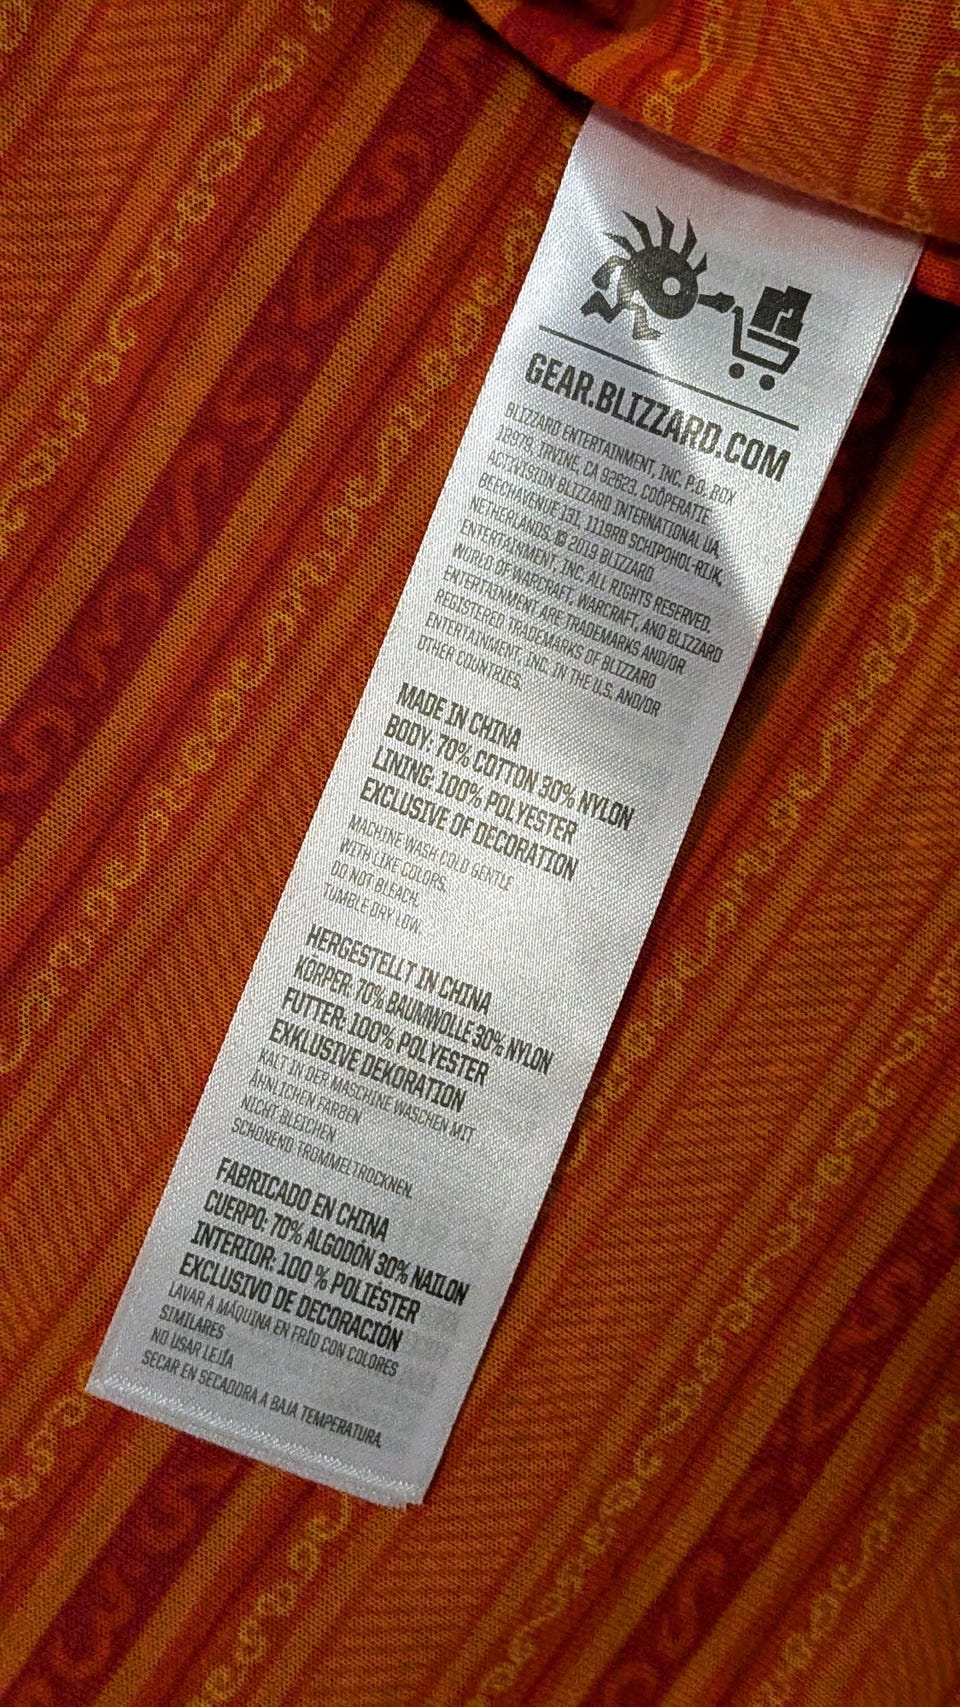 GEAR.BLIZZARD.COM
BLIZZARD ENTERTAINMENT, INC. P.O. BOX
18979, IRVINE, CA 92623, COÖPERATIE
ACTIVISION BLIZZARD INTERNATIONAL UA,
BEECHAVENUE 131, 1119RB SCHIPOHOL-RIJK,
NETHERLANDS. © 2019 BLIZZARD
ENTERTAINMENT, INC. ALL RIGHTS RESERVED.
WORLD OF WARCRAFT, WARCRAFT, AND BLIZZARD
ENTERTAINMENT ARE TRADEMARKS AND/OR
REGISTERED TRADEMARKS OF BLIZZARD
ENTERTAINMENT, INC. IN THE U.S. AND/OR
OTHER COUNTRIES.
MADE IN CHINA
BODY: 70% COTTON 30% NYLON
LINING: 100% POLYESTER
EXCLUSIVE OF DECORATION
MACHINE WASH COLD GENTLE
WITH LIKE COLORS.
DO NOT BLEACH.
TUMBLE DRY LOW.
HERGESTELLT IN CHINA
KÖRPER: 70% BAUMWOLLE 30% NYLON
FUTTER: 100% POLYESTER
EXKLUSIVE DEKORATION
KALT IN DER MASCHINE WASCHEN MIT
ÄHNLICHEN FARBEN
NICHT BLEICHEN
SCHONEND TROMMELTROCKNEN.
FABRICADO EN CHINA
CUERPO: 70% ALGODÓN 30% NAILON
INTERIOR: 100 % POLIÉSTER
EXCLUSIVO DE DECORACIÓN
LAVAR A MÁQUINA EN FRÍO CON COLORES
SIMILARES
NO USAR LEJÍA
SECAR EN SECADORA A BAJA TEMPERATURA.